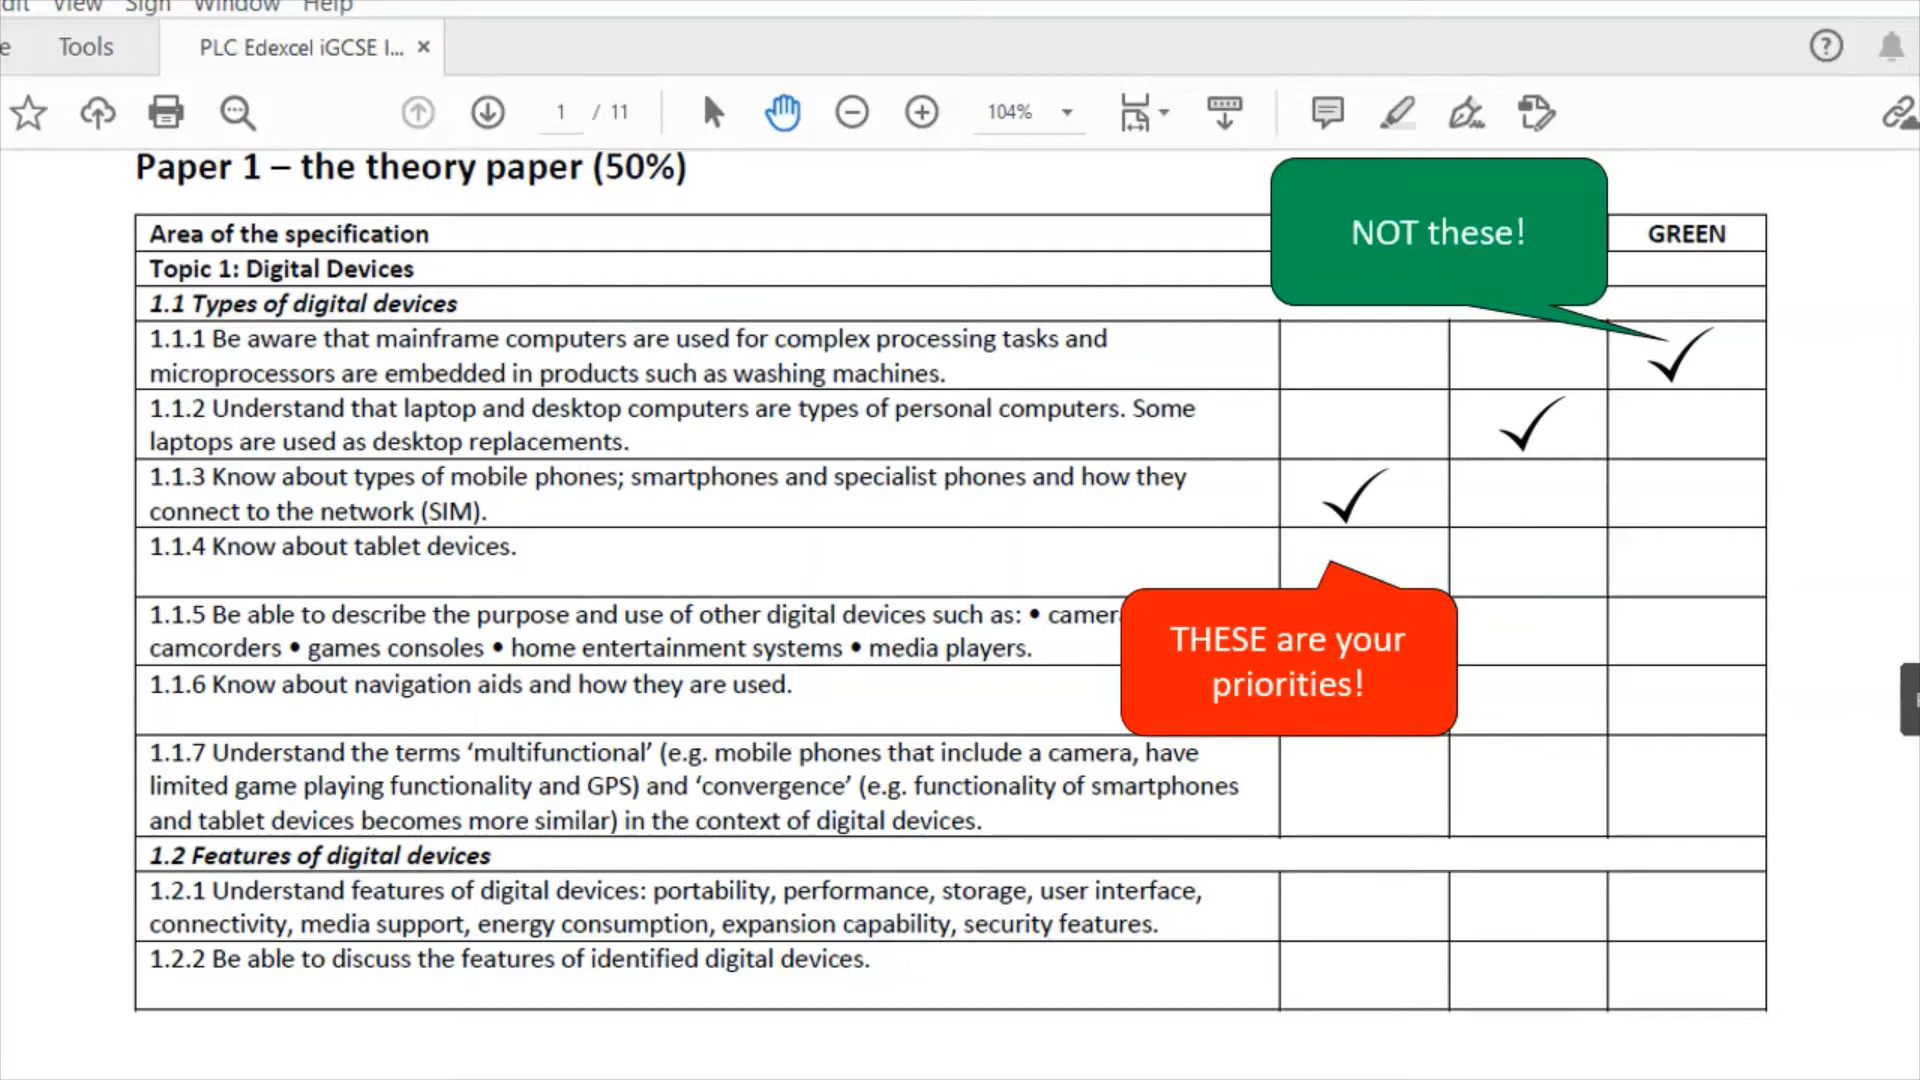 dit View Sign Window Help
e Tools PLC Edexcel iGCSE I... ×
1 / 11 104%
Paper 1 – the theory paper (50%)
NOT these!
Area of the specification GREEN
Topic 1: Digital Devices
1.1 Types of digital devices
1.1.1 Be aware that mainframe computers are used for complex processing tasks and
microprocessors are embedded in products such as washing machines.
1.1.2 Understand that laptop and desktop computers are types of personal computers. Some
laptops are used as desktop replacements.
1.1.3 Know about types of mobile phones; smartphones and specialist phones and how they
connect to the network (SIM).
1.1.4 Know about tablet devices.
1.1.5 Be able to describe the purpose and use of other digital devices such as: • camer
camcorders • games consoles • home entertainment systems • media players.
THESE are your
priorities!
1.1.6 Know about navigation aids and how they are used.
1.1.7 Understand the terms ‘multifunctional’ (e.g. mobile phones that include a camera, have
limited game playing functionality and GPS) and ‘convergence’ (e.g. functionality of smartphones
and tablet devices becomes more similar) in the context of digital devices.
1.2 Features of digital devices
1.2.1 Understand features of digital devices: portability, performance, storage, user interface,
connectivity, media support, energy consumption, expansion capability, security features.
1.2.2 Be able to discuss the features of identified digital devices.